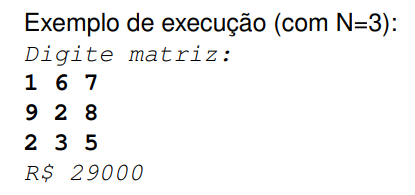 Exemplo de execução (com N=3):
Digite matriz:
1 6 7
9 2 8
2 3 5
R$ 29000